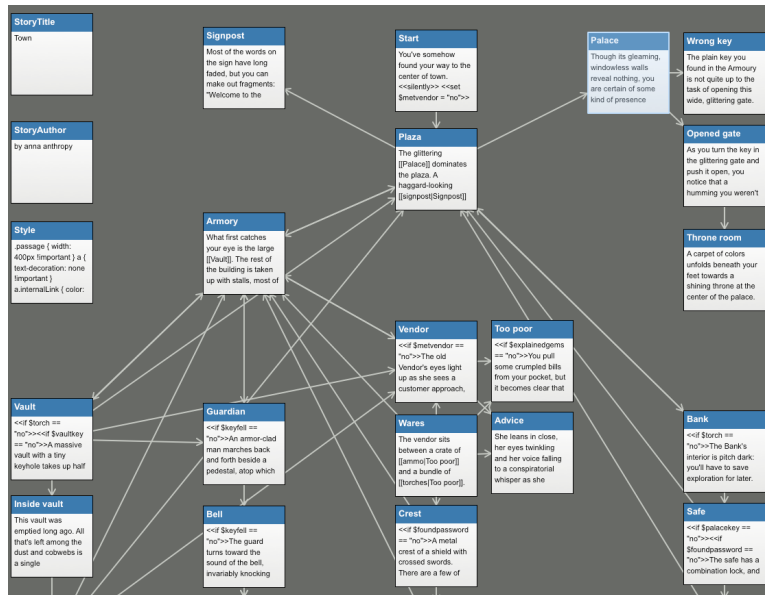 StoryTitle
Town
StoryAuthor
by anna anthropy
Style
.passage { width:
400px !important } a {
text-decoration: none
!important }
a.internalLink { color:
Signpost
Most of the words on
the sign have long
faded, but you can
make out fragments:
"Welcome to the
Start
You've somehow
found your way to the
center of town.
<<silently>> <<set
$metvendor = "no">>
Palace
Though its gleaming,
windowless walls
reveal nothing, you
are certain of some
kind of presence
Wrong key
The plain key you
found in the Armoury
is not quite up to the
task of opening this
wide, glittering gate.
Plaza
The glittering
[[Palace]] dominates
the plaza. A
haggard-looking
[[signpost|Signpost]]
Opened gate
As you turn the key in
the glittering gate and
push it open, you
notice that a
humming you weren't
Armory
What first catches
your eye is the large
[[Vault]]. The rest of
the building is taken
up with stalls, most of
Throne room
A carpet of colors
unfolds beneath your
feet towards a
shining throne at the
center of the palace.
Vendor
<<if $metvendor ==
"no">>The old
Vendor's eyes light
up as she sees a
customer approach,
Too poor
<<if $explainedgems
== "no">>You pull
some crumpled bills
from your pocket, but
it becomes clear that
Vault
<<if $torch ==
"no"><<if $vaultkey
== "no">>A massive
vault with a tiny
keyhole takes up half
Guardian
<<if $keyfell ==
"no">>An armor-clad
man marches back
and forth beside a
pedestal, atop which
Wares
The vendor sits
between a crate of
[[ammo|Too poor]]
and a bundle of
[[torches|Too poor]].
Advice
She leans in close,
her eyes twinkling
and her voice falling
to a conspiratorial
whisper as she
Bank
<<if $torch ==
"no">>The Bank's
interior is pitch dark:
you'll have to save
exploration for later.
Inside vault
This vault was
emptied long ago. All
that's left among the
dust and cobwebs is
a single
Bell
<<if $keyfell ==
"no">>The guard
turns toward the
sound of the bell,
invariably knocking
Crest
<<if $foundpassword
== "no">>A metal
crest of a shield with
crossed swords.
There are a few of
Safe
<<if $palacekey ==
"no">><<if
$foundpassword ==
"no">>The safe has a
combination lock, and